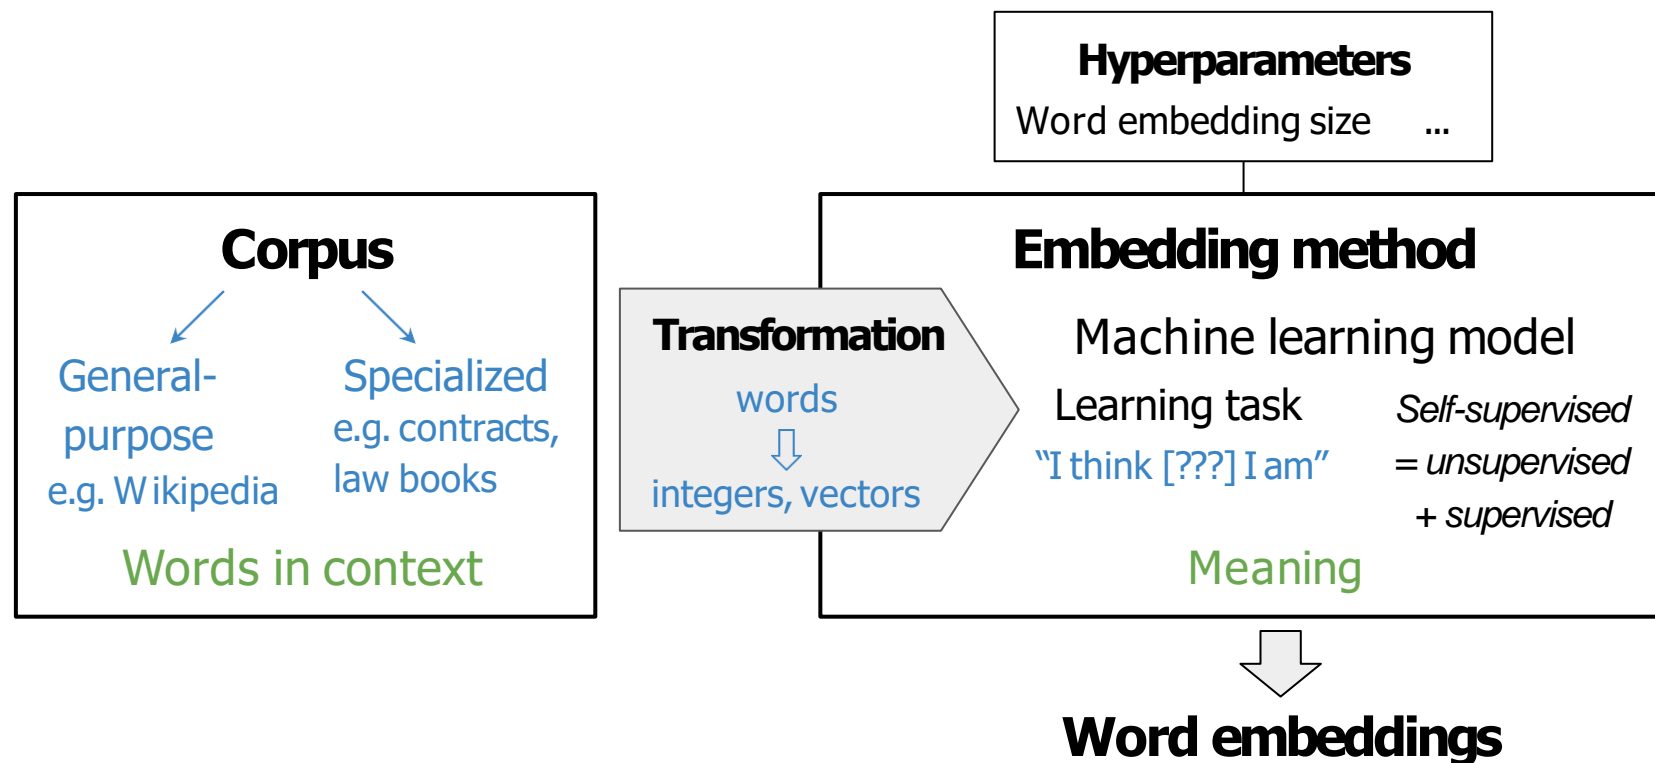 Hyperparameters
Word embedding size ...
Corpus
General-
purpose
e.g. Wikipedia
Specialized
e.g. contracts,
law books
Words in context
Transformation
words
integers, vectors
Embedding method
Machine learning model
Learning task
“I think [???] I am”
Self-supervised
= unsupervised
+ supervised
Meaning
Word embeddings